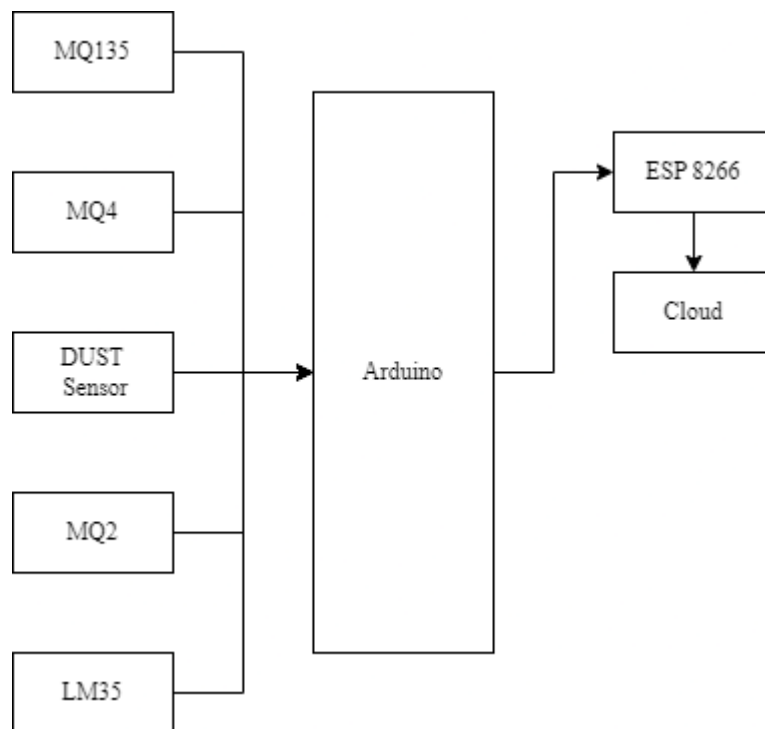 MQ135
MQ4
DUST
Sensor
MQ2
LM35
Arduino
ESP 8266
Cloud